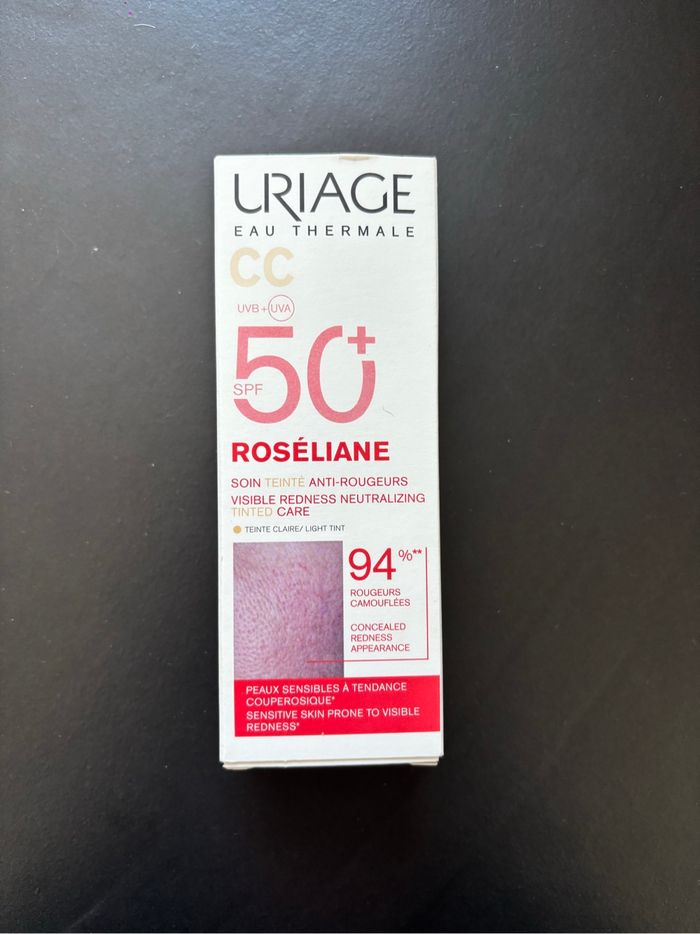 URIAGE
EAU THERMALE
CC
UVB + UVA
SPF 50+
ROSÉLIANE
SOIN TEINTÉ ANTI-ROUGEURS
VISIBLE REDNESS NEUTRALIZING
TINTED CARE
TEINTE CLAIRE/ LIGHT TINT
94%**
ROUGEURS
CAMOUFLÉES
CONCEALED
REDNESS
APPEARANCE
PEAUX SENSIBLES À TENDANCE
COUPEROSIQUE*
SENSITIVE SKIN PRONE TO VISIBLE
REDNESS*